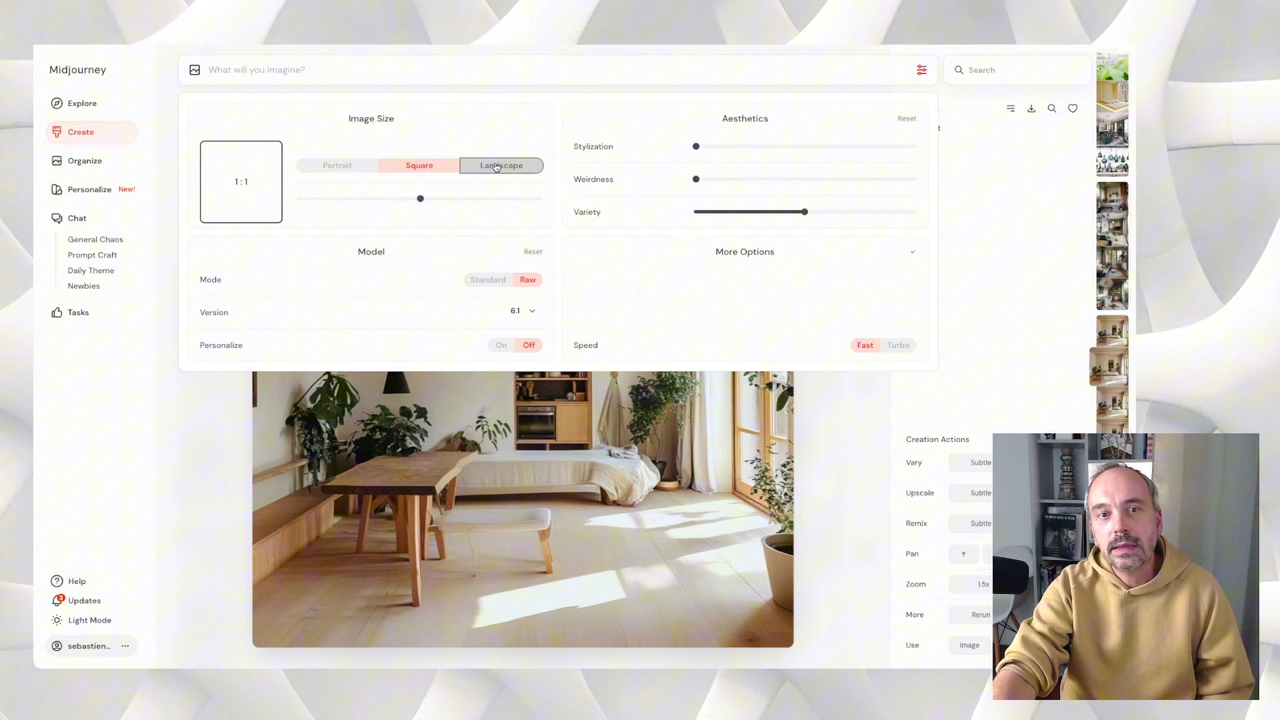 Midjourney
What will you imagine?
Search
Explore
Create
Organize
Personalize New!
Chat
General Chaos
Prompt Craft
Daily Theme
Newbies
Tasks
Help
Updates
Light Mode
sebastien...
Image Size
1:1
Portrait Square Landscape
Aesthetics
Reset
Stylization
Weirdness
Variety
Model
Reset
Mode
Standard Raw
Version
6.1
Personalize
On Off
More Options
Speed
Fast Turbo
t
Creation Actions
Vary
Subtle
Upscale
Subtle
Remix
Subtle
Pan
Zoom
1.5x
More
Rerun
Use
Image